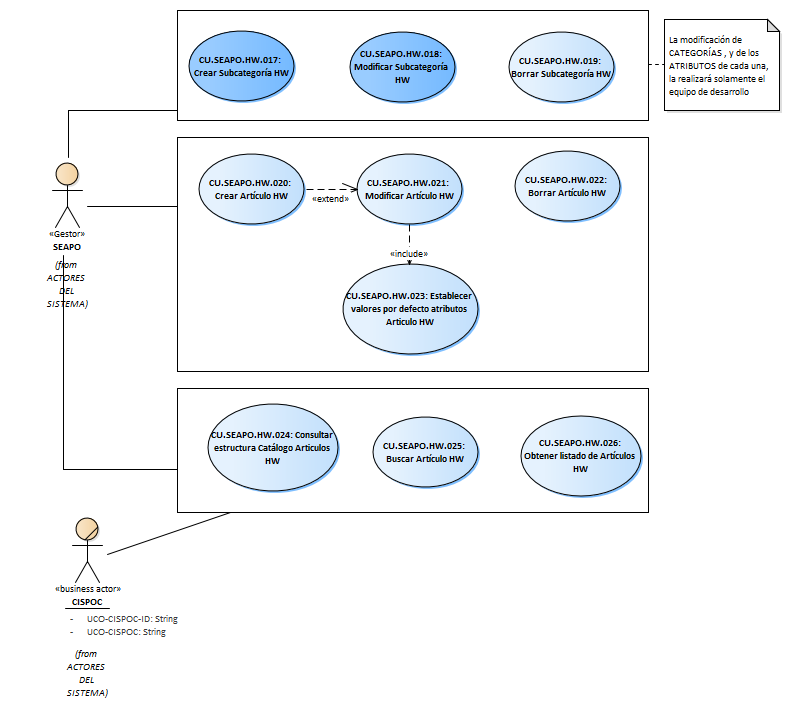 CU.SEAPO.HW.017:
Crear Subcategoría HW
CU.SEAPO.HW.018:
Modificar Subcategoría
HW
CU.SEAPO.HW.019:
Borrar Subcategoría HW
La modificación de
CATEGORÍAS , y de los
ATRIBUTOS de cada una,
la realizará solamente el
equipo de desarrollo
CU.SEAPO.HW.020:
Crear Artículo HW
«extend»
CU.SEAPO.HW.021:
Modificar Artículo HW
CU.SEAPO.HW.022:
Borrar Artículo HW
«include»
CU.SEAPO.HW.023: Establecer
valores por defecto atributos
Articulo HW
«Gestor»
SEAPO
(from
ACTORES
DEL
SISTEMA)
CU.SEAPO.HW.024: Consultar
estructura Catálogo Articulos
HW
CU.SEAPO.HW.025:
Buscar Artículo HW
CU.SEAPO.HW.026:
Obtener listado de Artículos
HW
«business actor»
CISPOC
- UCO-CISPOC-ID: String
- UCO-CISPOC: String
(from
ACTORES
DEL
SISTEMA)